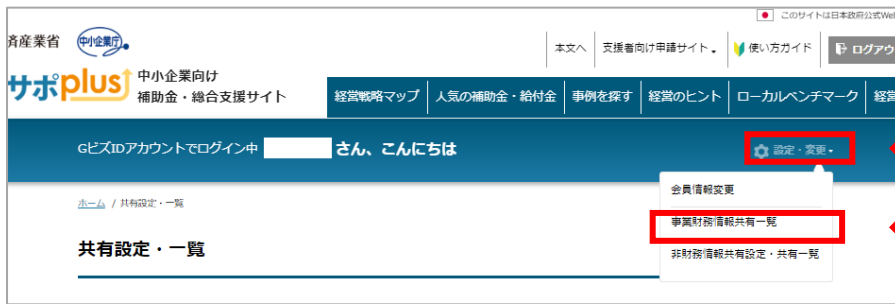 このサイトは日本政府公式We
済産業省 中小企業庁
本文へ 支援者向け申請サイト 使い方ガイド ログアウ
サポplus 中小企業向け
補助金・総合支援サイト
経営戦略マップ 人気の補助金・給付金 事例を探す 経営のヒント ローカルベンチマーク 経営
GビズIDアカウントでログイン中 さん、こんにちは 設定・変更
会員情報変更
ホーム / 共有設定・一覧
事業財務情報共有一覧
共有設定・一覧
非財務情報共有設定・共有一覧